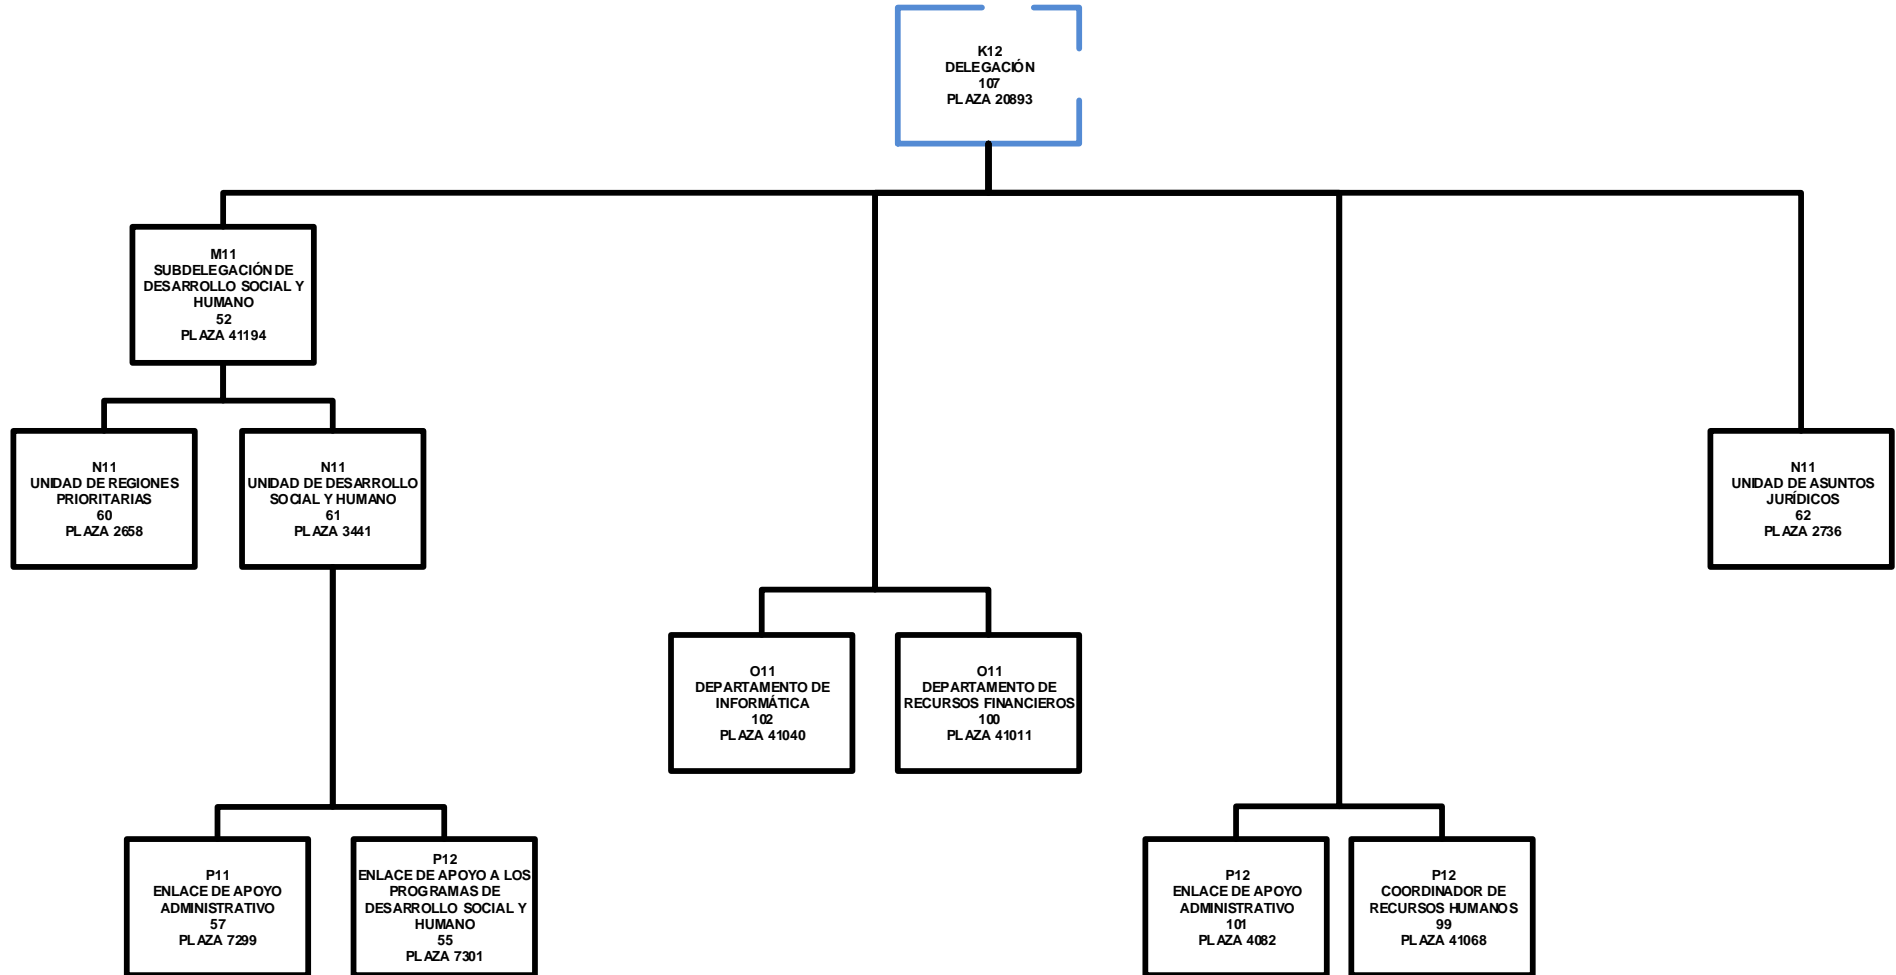 K12
DELEGACIÓN
107
PLAZA 20893
M11
SUBDELEGACIÓN DE
DESARROLLO SOCIAL Y
HUMANO
52
PLAZA 41194
N11
UNIDAD DE REGIONES
PRIORITARIAS
60
PLAZA 2658
N11
UNIDAD DE DESARROLLO
SOCIAL Y HUMANO
61
PLAZA 3441
N11
UNIDAD DE ASUNTOS
JURÍDICOS
62
PLAZA 2736
O11
DEPARTAMENTO DE
INFORMÁTICA
102
PLAZA 41040
O11
DEPARTAMENTO DE
RECURSOS FINANCIEROS
100
PLAZA 41011
P11
ENLACE DE APOYO
ADMINISTRATIVO
57
PLAZA 7299
P12
ENLACE DE APOYO A LOS
PROGRAMAS DE
DESARROLLO SOCIAL Y
HUMANO
55
PLAZA 7301
P12
ENLACE DE APOYO
ADMINISTRATIVO
101
PLAZA 4082
P12
COORDINADOR DE
RECURSOS HUMANOS
99
PLAZA 41068